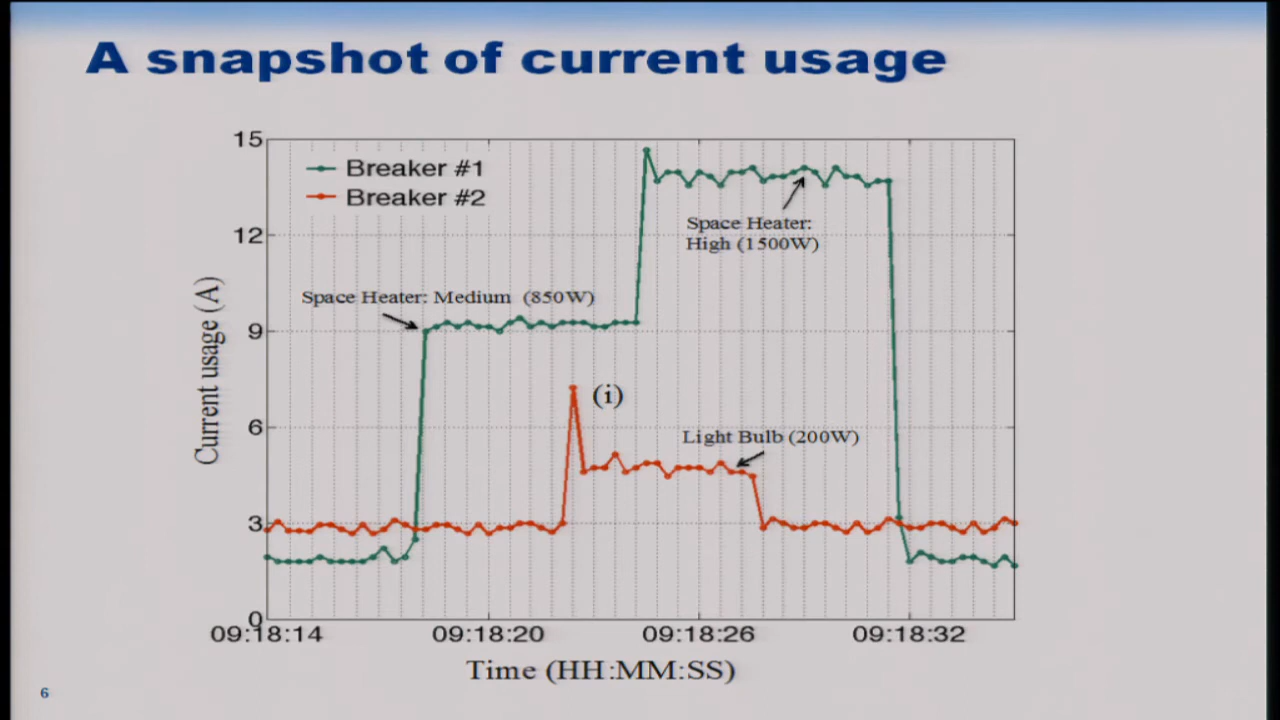 A snapshot of current usage
15
Breaker #1
Breaker #2
Space Heater:
High (1500W)
12
Space Heater: Medium (850W)
9
(i)
6
Light Bulb (200W)
3
0
Current usage (A)
09:18:14 09:18:20 09:18:26 09:18:32
Time (HH:MM:SS)
6